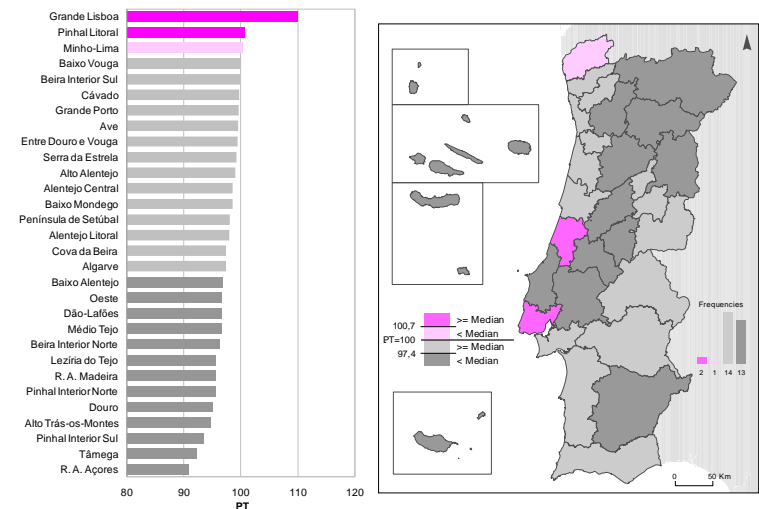 Grande Lisboa
Pinhal Litoral
Minho-Lima
Baixo Vouga
Beira Interior Sul
Cávado
Grande Porto
Ave
Entre Douro e Vouga
Serra da Estrela
Alto Alentejo
Alentejo Central
Baixo Mondego
Península de Setúbal
Alentejo Litoral
Cova da Beira
Algarve
Baixo Alentejo
Oeste
Dão-Lafões
Médio Tejo
Beira Interior Norte
Lezíria do Tejo
R. A. Madeira
Pinhal Interior Norte
Douro
Alto Trás-os-Montes
Pinhal Interior Sul
Tâmega
R. A. Açores
80 90 100 110 120
PT
100,7
PT=100
97,4
>= Median
< Median
>= Median
< Median
Frequencies
2 1 14 13
0 50 Km